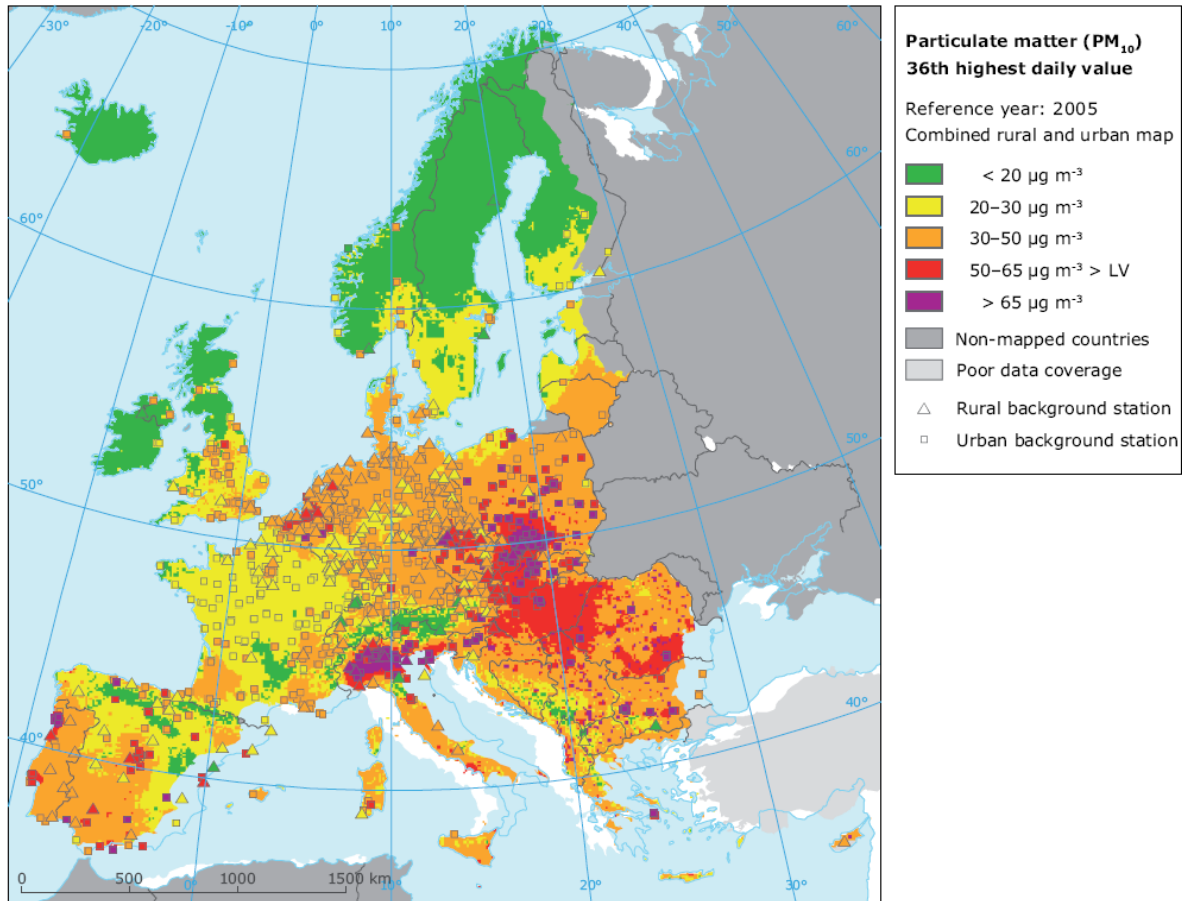 -30° -20° -10° 0° 10° 20° 30° 40° 50° 60°
60°
60°
50°
50°
40°
40°
0 500 1000 1500 km
0° 10° 20° 30°
Particulate matter (PM₁₀)
36th highest daily value
Reference year: 2005
Combined rural and urban map
< 20 µg m⁻³
20–30 µg m⁻³
30–50 µg m⁻³
50–65 µg m⁻³ > LV
> 65 µg m⁻³
Non-mapped countries
Poor data coverage
Rural background station
Urban background station